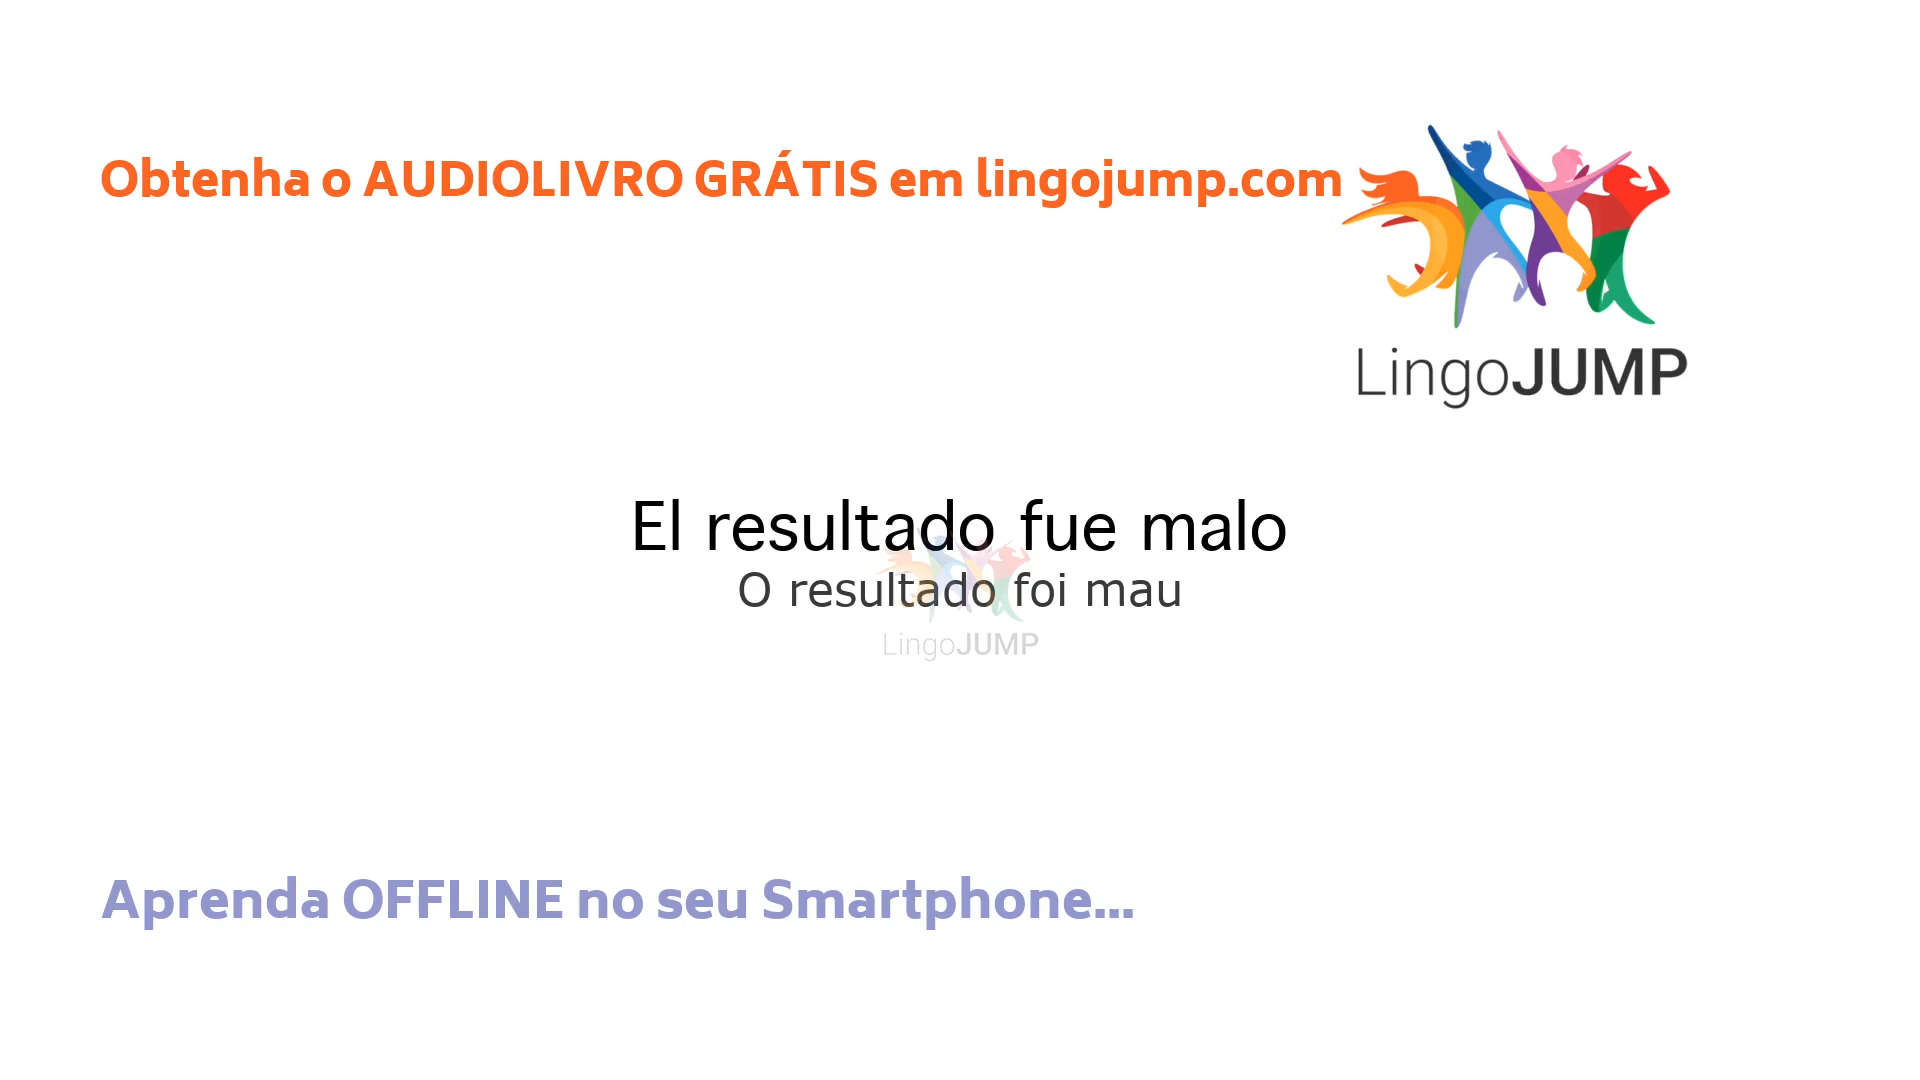 Obtenha o AUDIOLIVRO GRÁTIS em lingojump.com
LingoJUMP
El resultado fue malo
O resultado foi mau
LingoJUMP
Aprenda OFFLINE no seu Smartphone...